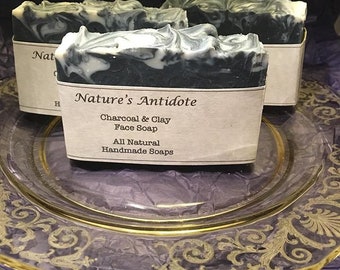 Nature's Antidote
Charcoal & Clay
Face Soap
All Natural
Handmade Soaps